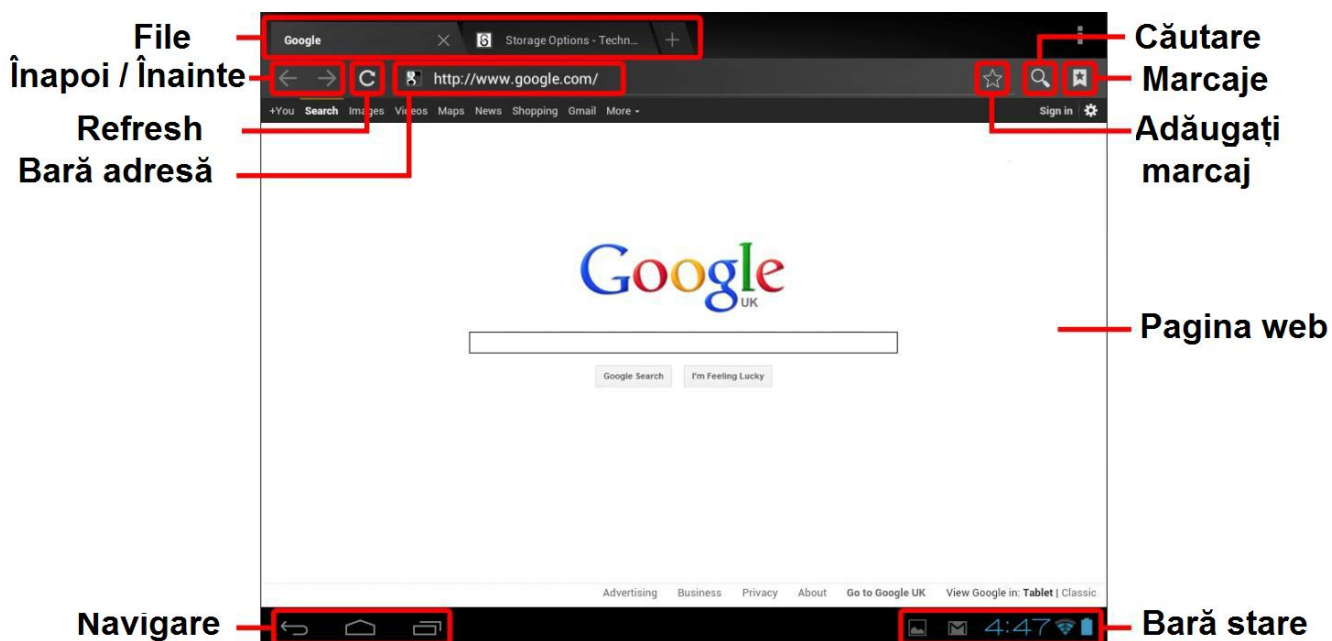 File
Înapoi / Înainte
Refresh
Bară adresă
Navigare
Google
Storage Options - Techn...
http://www.google.com/
+You Search Images Videos Maps News Shopping Gmail More
Sign in
Google
UK
Google Search I'm Feeling Lucky
Advertising Business Privacy About Go to Google UK View Google in: Tablet | Classic
4:47
Căutare
Marcaje
Adăugați
marcaj
Pagina web
Bară stare